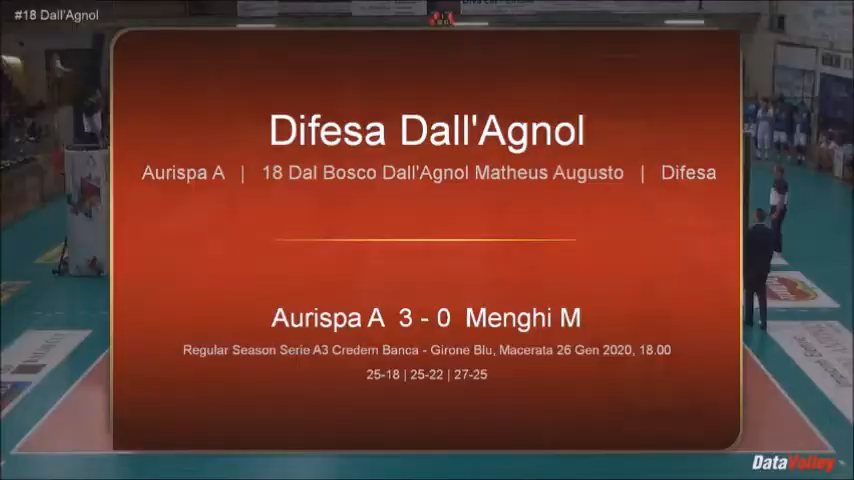 #18 Dall'Agnol
Difesa Dall'Agnol
Aurispa A | 18 Dal Bosco Dall'Agnol Matheus Augusto | Difesa
Aurispa A 3 - 0 Menghi M
Regular Season Serie A3 Credem Banca - Girone Blu, Macerata 26 Gen 2020, 18.00
25-18 | 25-22 | 27-25
DataVolley